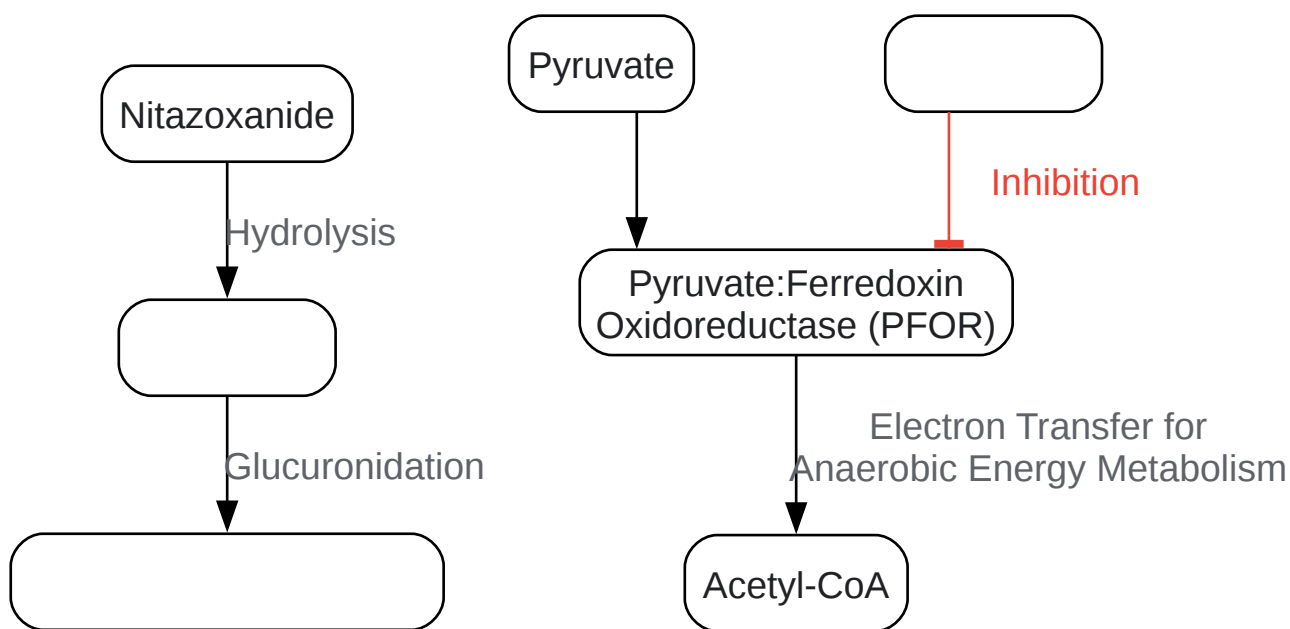 Nitazoxanide
Hydrolysis
Glucuronidation
Pyruvate
Inhibition
Pyruvate:Ferredoxin
Oxidoreductase (PFOR)
Electron Transfer for
Anaerobic Energy Metabolism
Acetyl-CoA